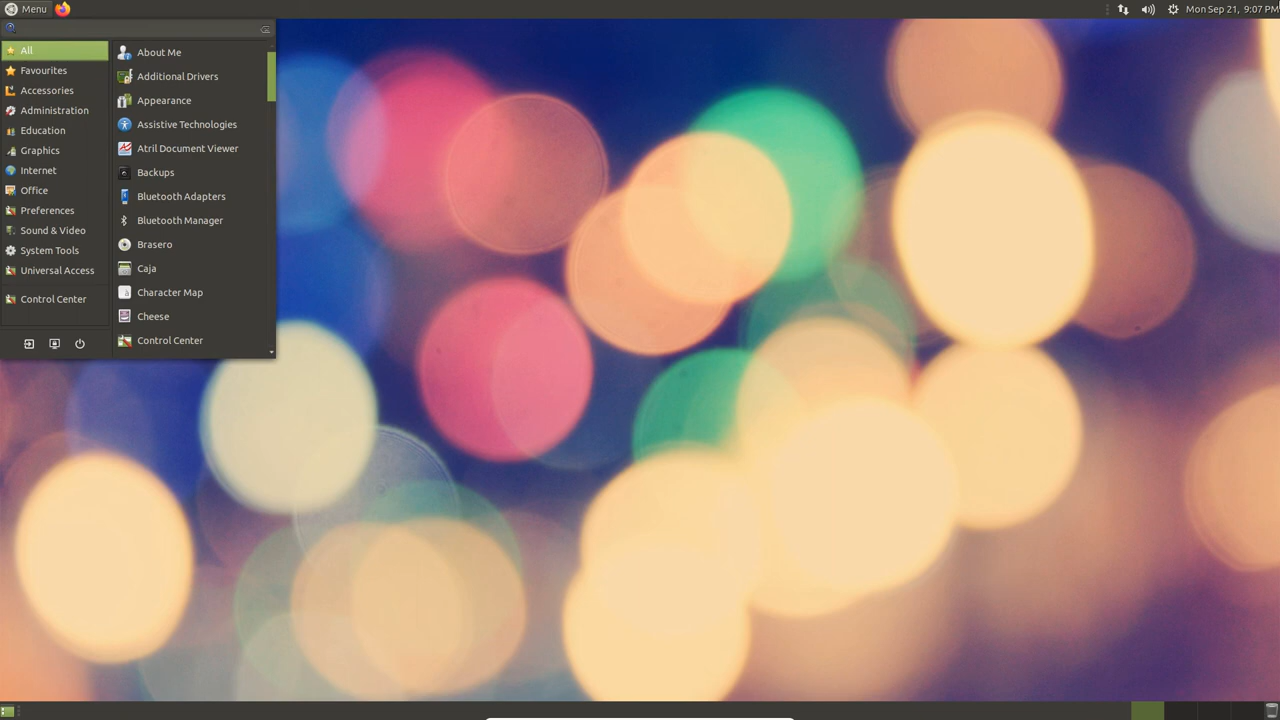 Menu
Mon Sep 21, 9:07 PM
All
Favourites
Accessories
Administration
Education
Graphics
Internet
Office
Preferences
Sound & Video
System Tools
Universal Access
Control Center
About Me
Additional Drivers
Appearance
Assistive Technologies
Atril Document Viewer
Backups
Bluetooth Adapters
Bluetooth Manager
Brasero
Caja
Character Map
Cheese
Control Center